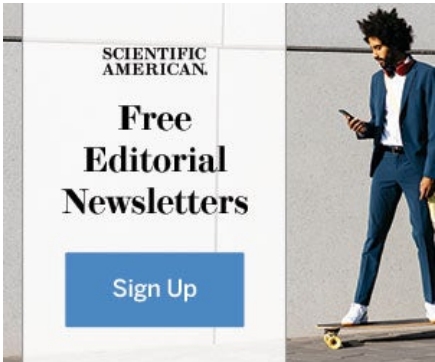 SCIENTIFIC
AMERICAN.
Free
Editorial
Newsletters
Sign Up